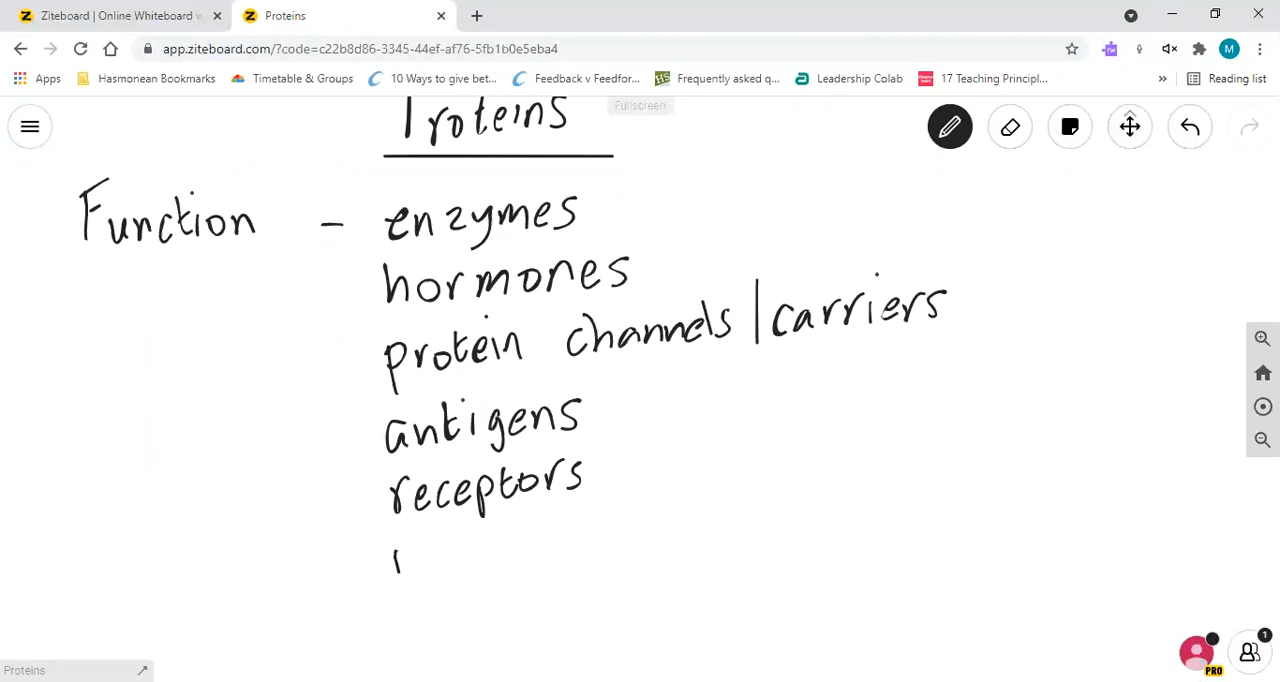 Ziteboard | Online Whiteboard w
Proteins
app.ziteboard.com/?code=c22b8d86-3345-44ef-af76-5fb1b0e5eba4
M
Apps
Hasmonean Bookmarks
Timetable & Groups
10 Ways to give bet...
Feedback v Feedfor...
Frequently asked q...
Leadership Colab
17 Teaching Principl...
»
Reading list
Fullscreen
Proteins
Function - enzymes
hormones
protein channels | carriers
antigens
receptors
Proteins
1
PRO